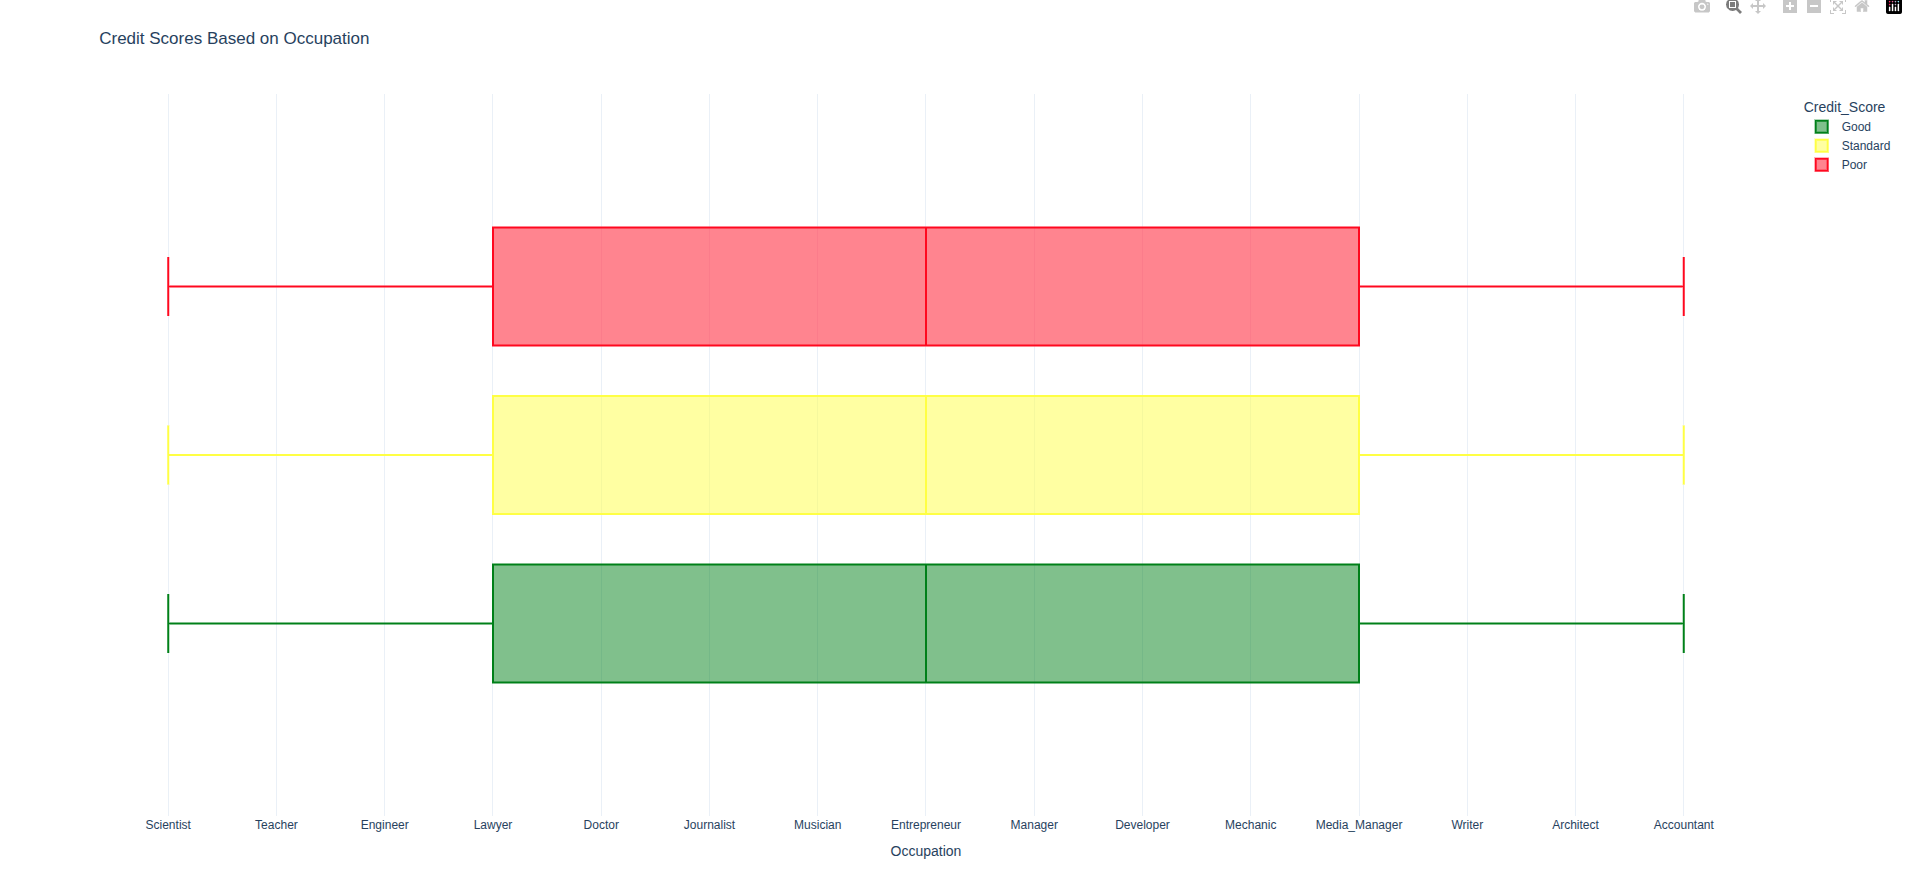 Credit Scores Based on Occupation
Credit_Score
Good
Standard
Poor
Scientist Teacher Engineer Lawyer Doctor Journalist Musician Entrepreneur Manager Developer Mechanic Media_Manager Writer Architect Accountant
Occupation